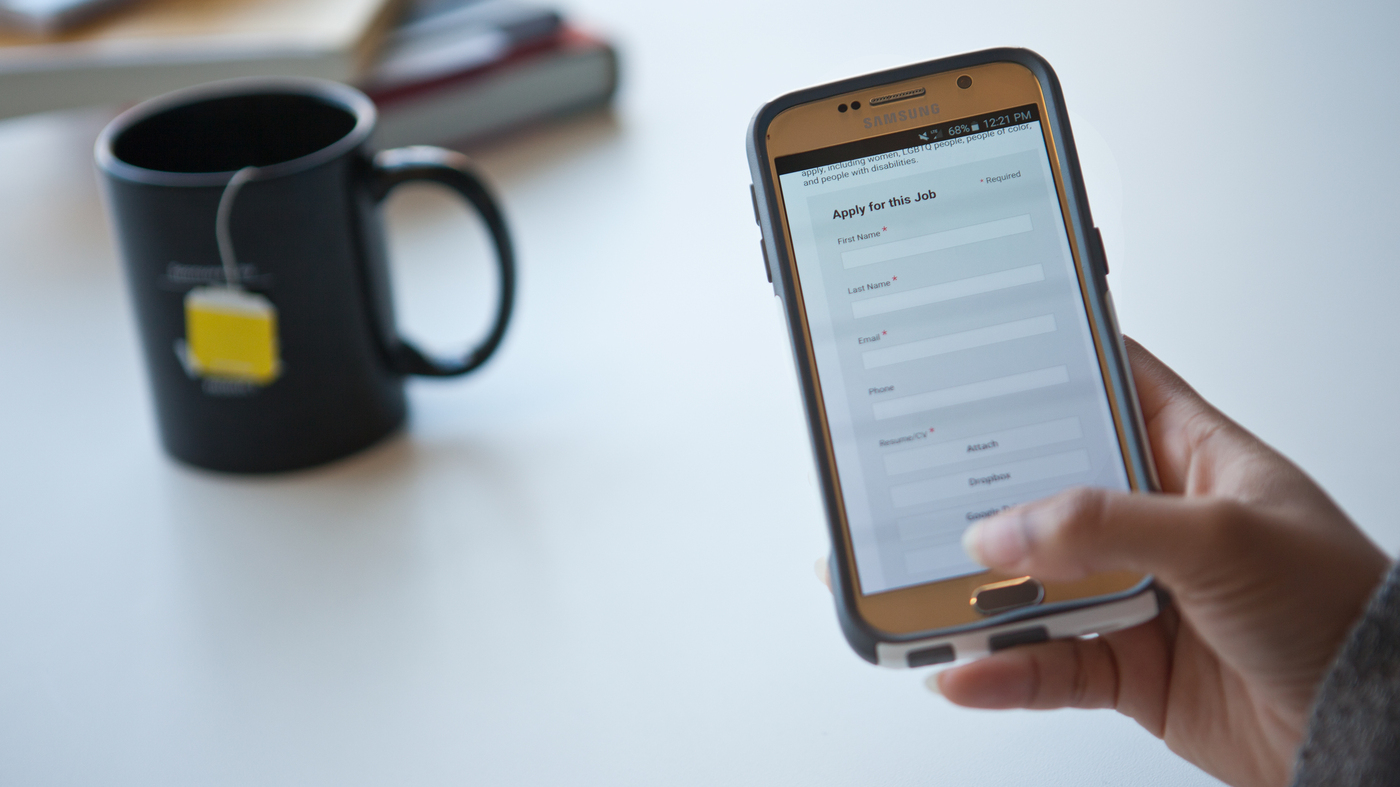 SAMSUNG
68% 12:21 PM
apply, including women, LGBTQ people, people of color,
and people with disabilities.
* Required
Apply for this Job
First Name *
Last Name *
Email *
Phone
Resume/CV *
Attach
Dropbox
Google